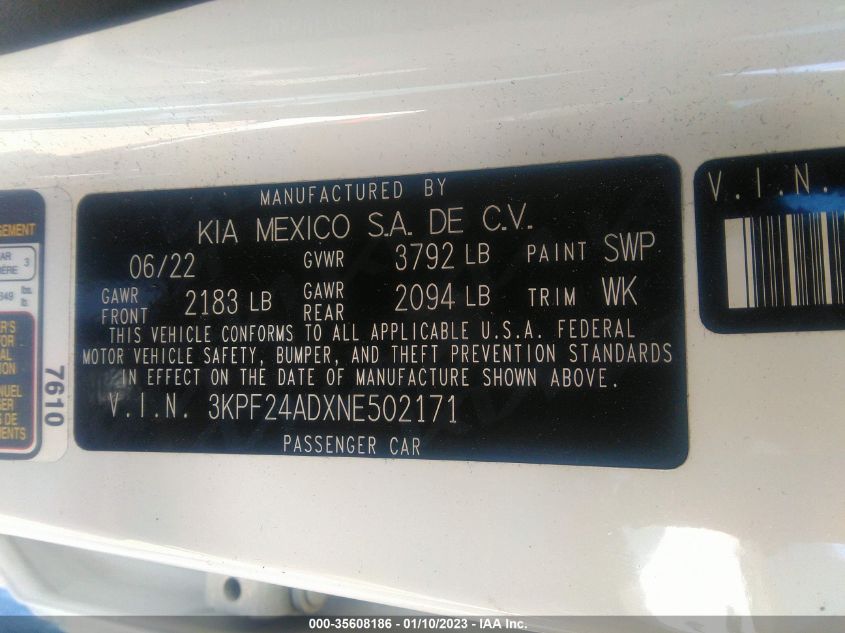 MANUFACTURED BY
KIA MEXICO S.A. DE C.V.
06/22 GVWR 3792 LB PAINT SWP
GAWR FRONT 2183 LB GAWR REAR 2094 LB TRIM WK
THIS VEHICLE CONFORMS TO ALL APPLICABLE U.S.A. FEDERAL
MOTOR VEHICLE SAFETY, BUMPER, AND THEFT PREVENTION STANDARDS
IN EFFECT ON THE DATE OF MANUFACTURE SHOWN ABOVE.
V.I.N. 3KPF24ADXNE502171
PASSENGER CAR
V.I.N.
7610
3
lbs.
000-35608186 - 01/10/2023 - IAA Inc.